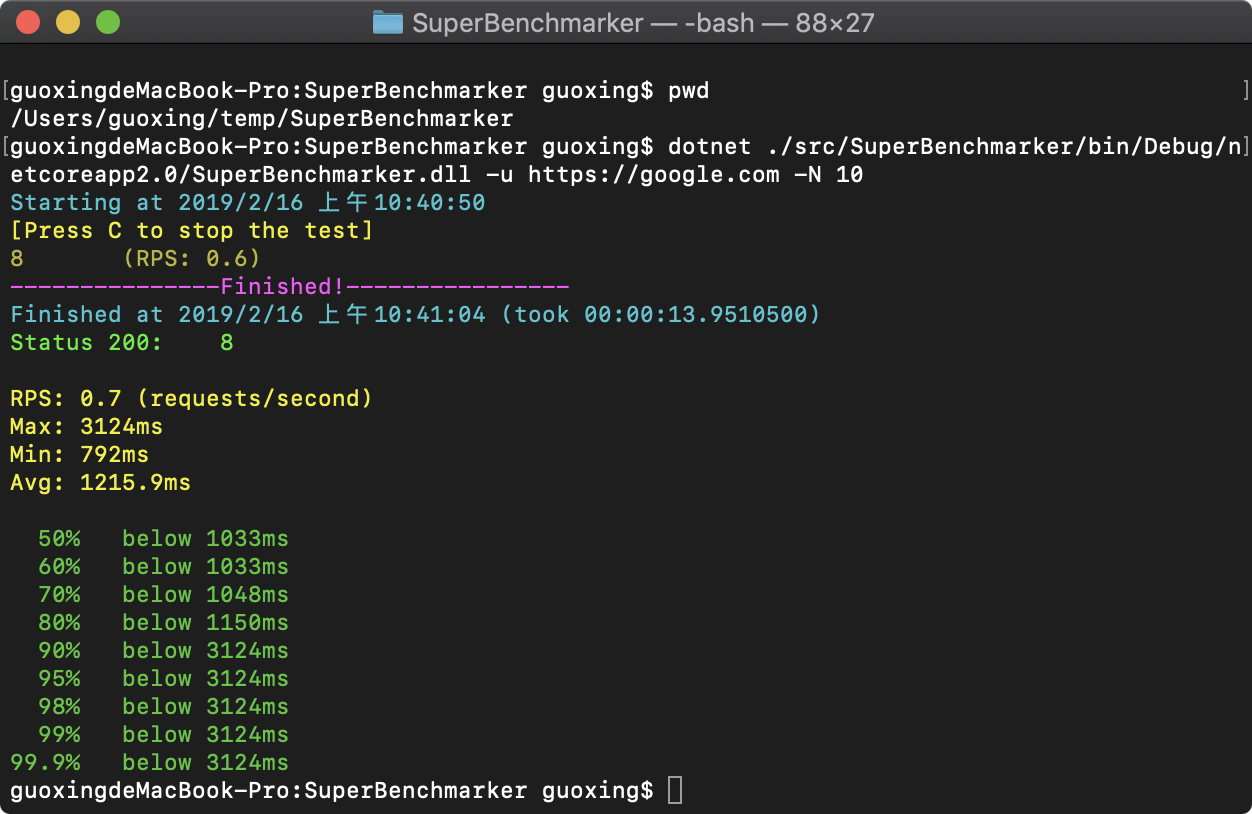 SuperBenchmarker — -bash — 88×27
[guoxingdeMacBook-Pro:SuperBenchmarker guoxing$ pwd ]
/Users/guoxing/temp/SuperBenchmarker
[guoxingdeMacBook-Pro:SuperBenchmarker guoxing$ dotnet ./src/SuperBenchmarker/bin/Debug/n]
etcoreapp2.0/SuperBenchmarker.dll -u https://google.com -N 10
Starting at 2019/2/16 上午10:40:50
[Press C to stop the test]
8 (RPS: 0.6)
---------------Finished!----------------
Finished at 2019/2/16 上午10:41:04 (took 00:00:13.9510500)
Status 200: 8
RPS: 0.7 (requests/second)
Max: 3124ms
Min: 792ms
Avg: 1215.9ms
50% below 1033ms
60% below 1033ms
70% below 1048ms
80% below 1150ms
90% below 3124ms
95% below 3124ms
98% below 3124ms
99% below 3124ms
99.9% below 3124ms
guoxingdeMacBook-Pro:SuperBenchmarker guoxing$